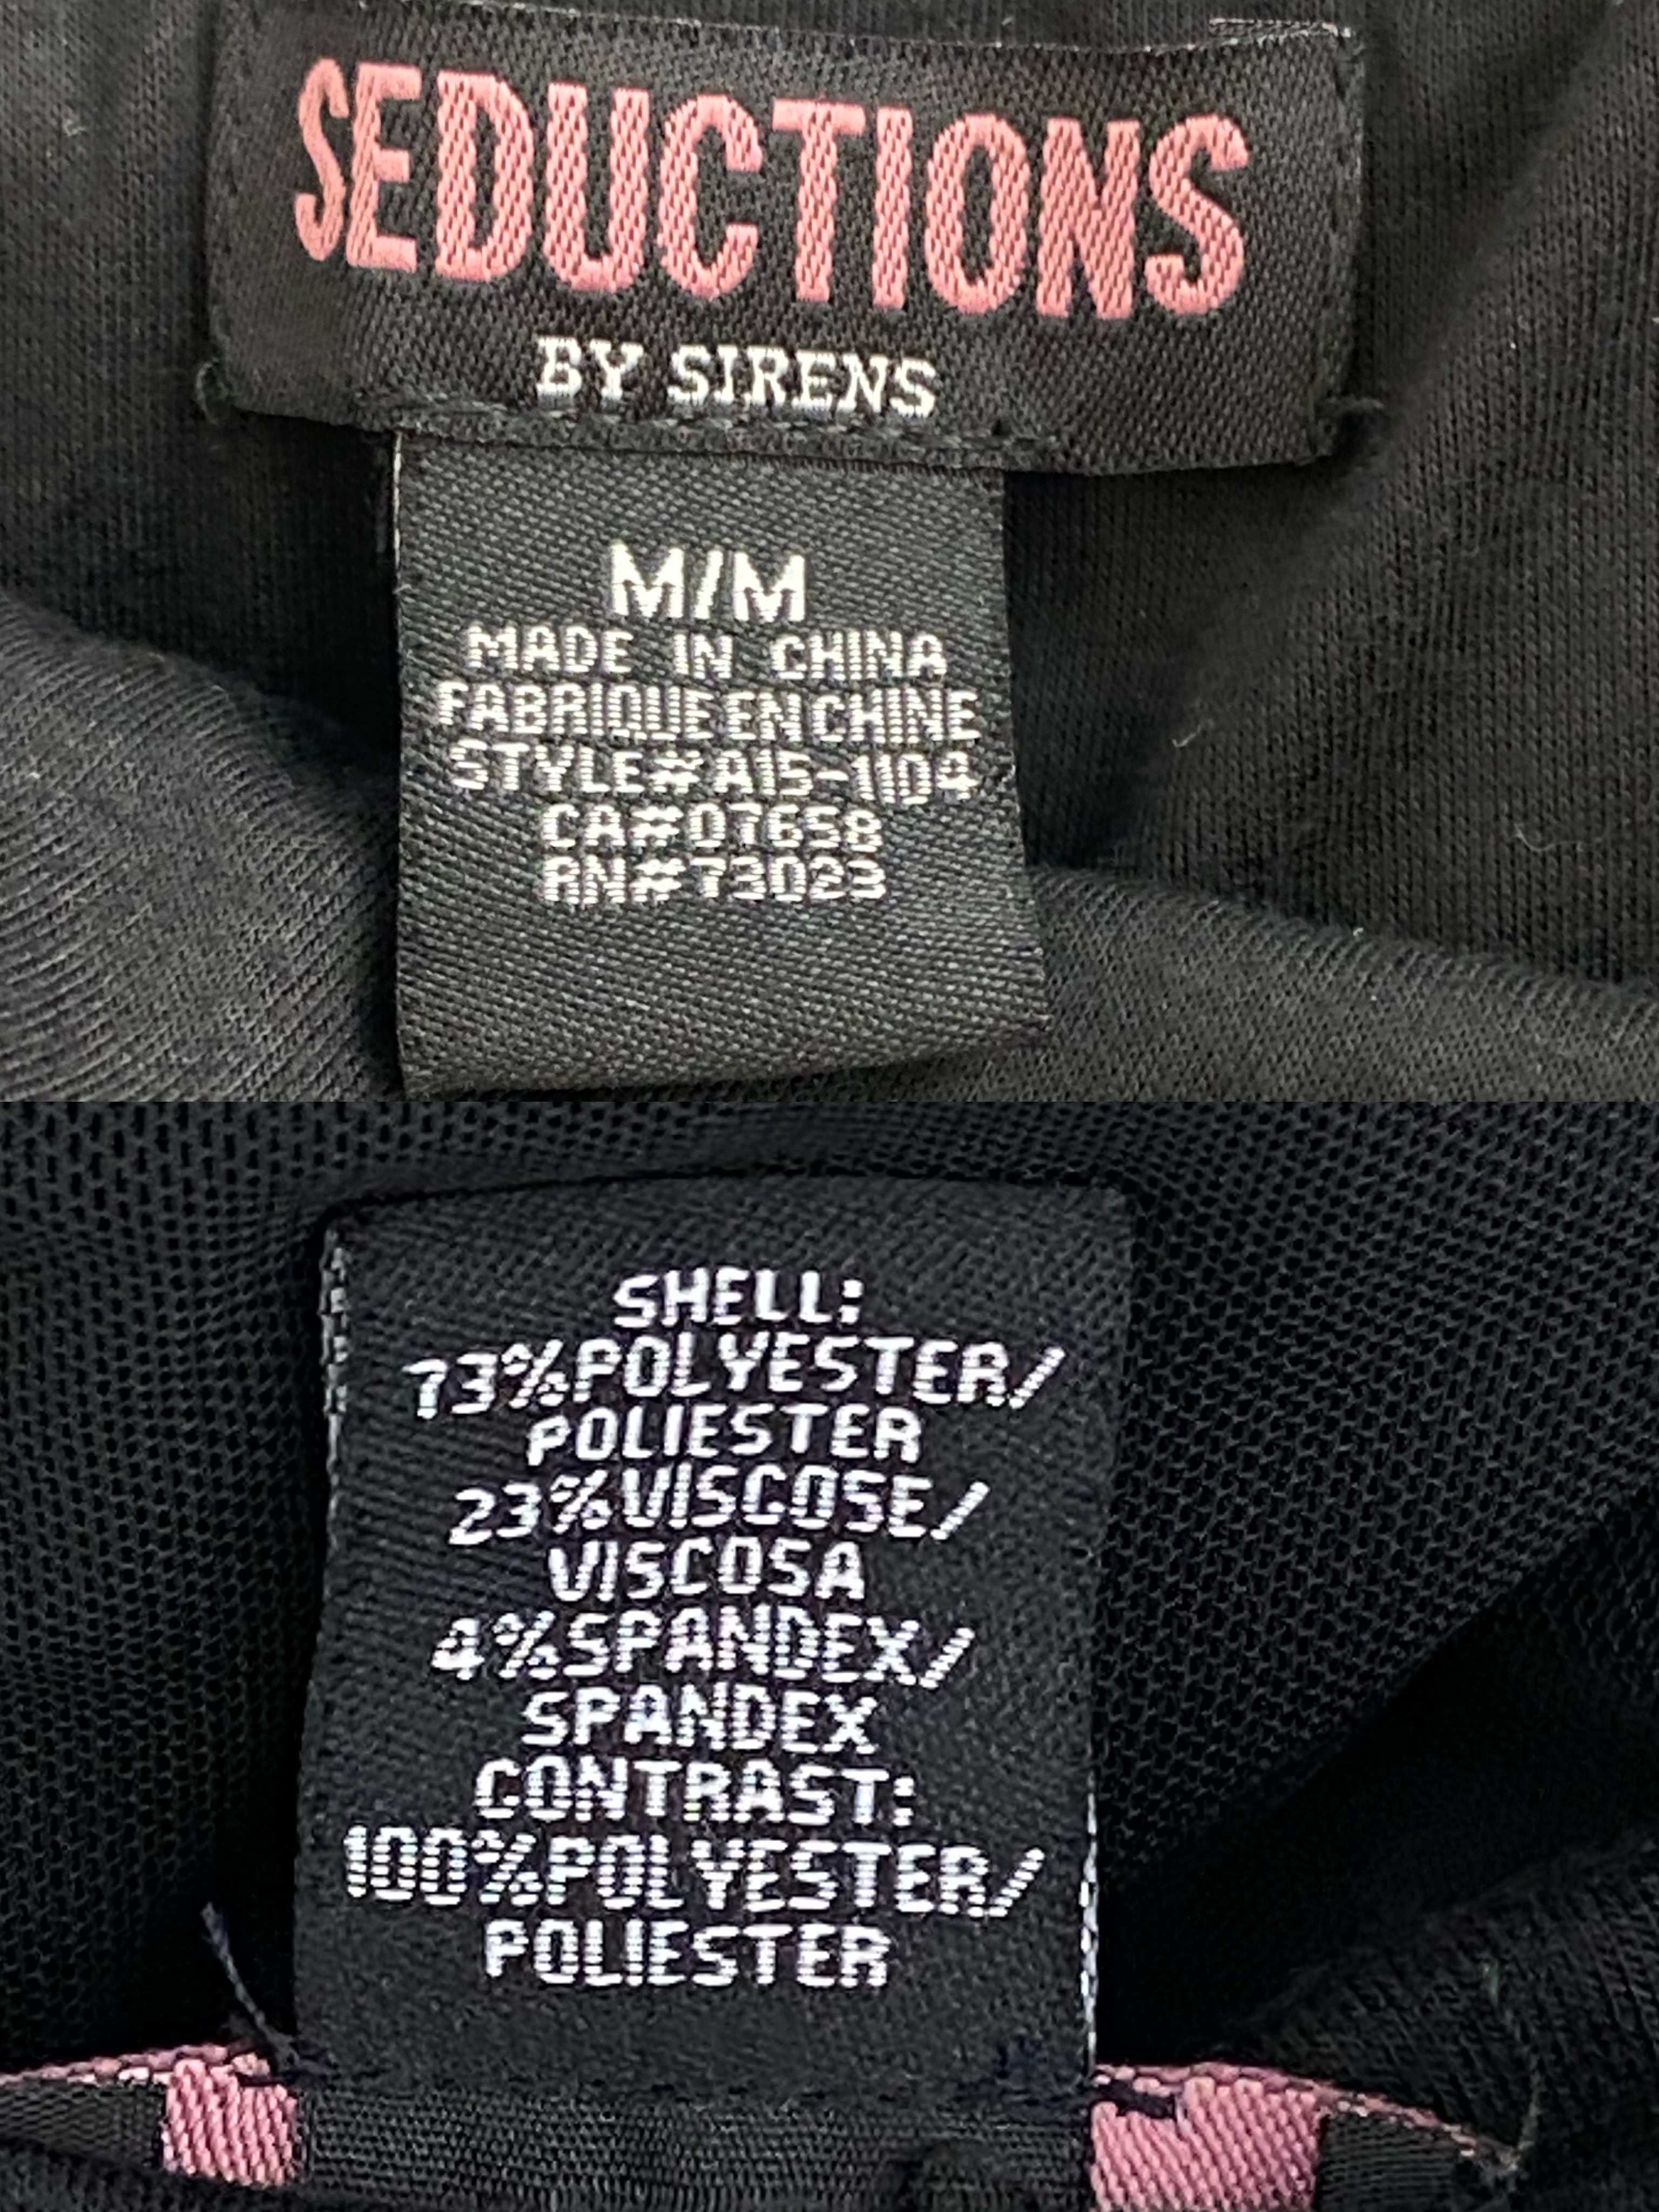 SEDUCTIONS
BY SIRENS
M/M
MADE IN CHINA
FABRIQUE EN CHINE
STYLE#A15-1104
CA#07658
RN#73023
SHELL:
73%POLYESTER/
POLIESTER
23%VISCOSE/
VISCOSA
4%SPANDEX/
SPANDEX
CONTRAST:
100%POLYESTER/
POLIESTER